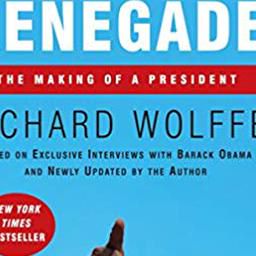 ENEGADE
THE MAKING OF A PRESIDENT
CHARD WOLFFE
ED ON EXCLUSIVE INTERVIEWS WITH BARACK OBAMA
AND NEWLY UPDATED BY THE AUTHOR
NEW YORK
TIMES
STSELLER